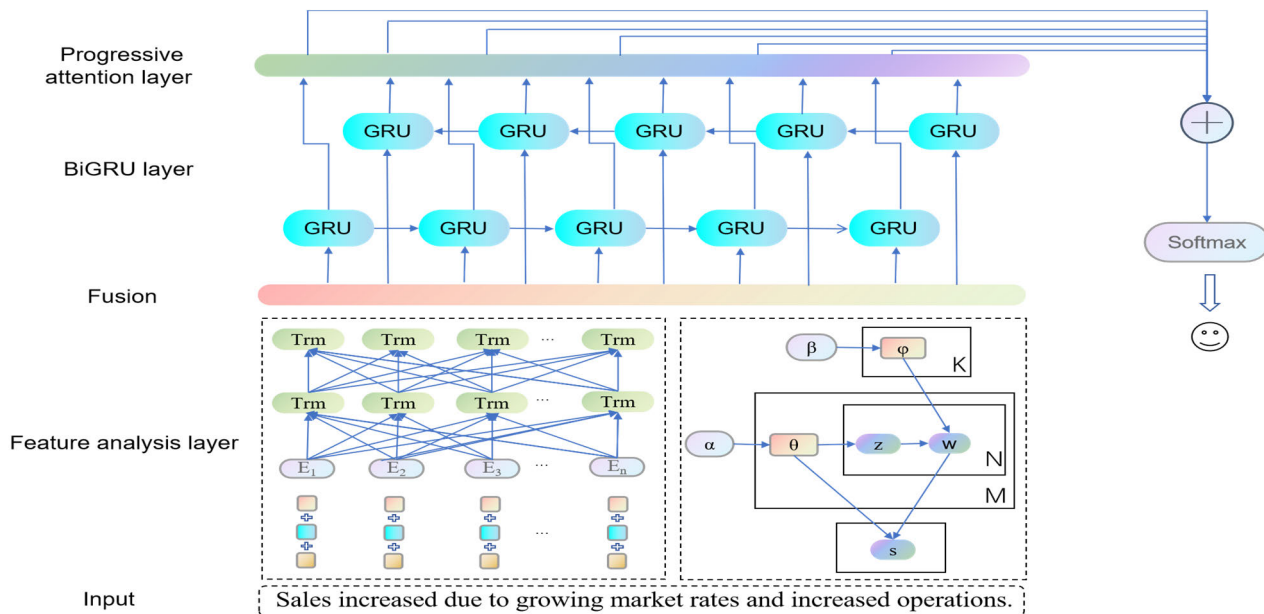 Progressive
attention layer
GRU GRU GRU GRU GRU
BiGRU layer
GRU GRU GRU GRU GRU
Softmax
Fusion
Trm Trm Trm ... Trm
β φ
K
Trm Trm Trm ... Trm
Feature analysis layer
α θ z w
N
E1 E2 E3 ... En
M
...
s
Input
Sales increased due to growing market rates and increased operations.